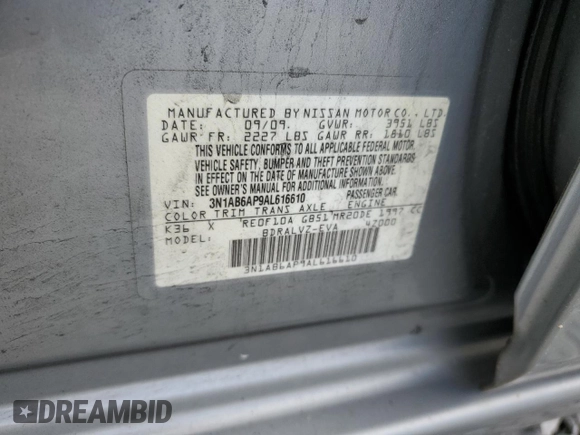 MANUFACTURED BY NISSAN MOTOR CO., LTD.
DATE: 09/09. GVWR: 3951 LBS
GAWR FR: 2227 LBS GAWR RR: 1860 LBS
THIS VEHICLE CONFORMS TO ALL APPLICABLE FEDERAL MOTOR
VEHICLE SAFETY, BUMPER AND THEFT PREVENTION STANDARDS
IN EFFECT ON THE DATE OF MANUFACTURE SHOWN ABOVE.
SEE OWNER'S MANUAL FOR ADDITIONAL INFORMATION.
VIN: 3N1AB6AP9AL616610 PASSENGER CAR
COLOR TRIM TRANS AXLE ENGINE
K36 X RE0F10A GB51 MR20DE 1997 CC
MODEL: BDRALVZ-EVA 42000
3N1AB6AP9AL616610
DREAMBID